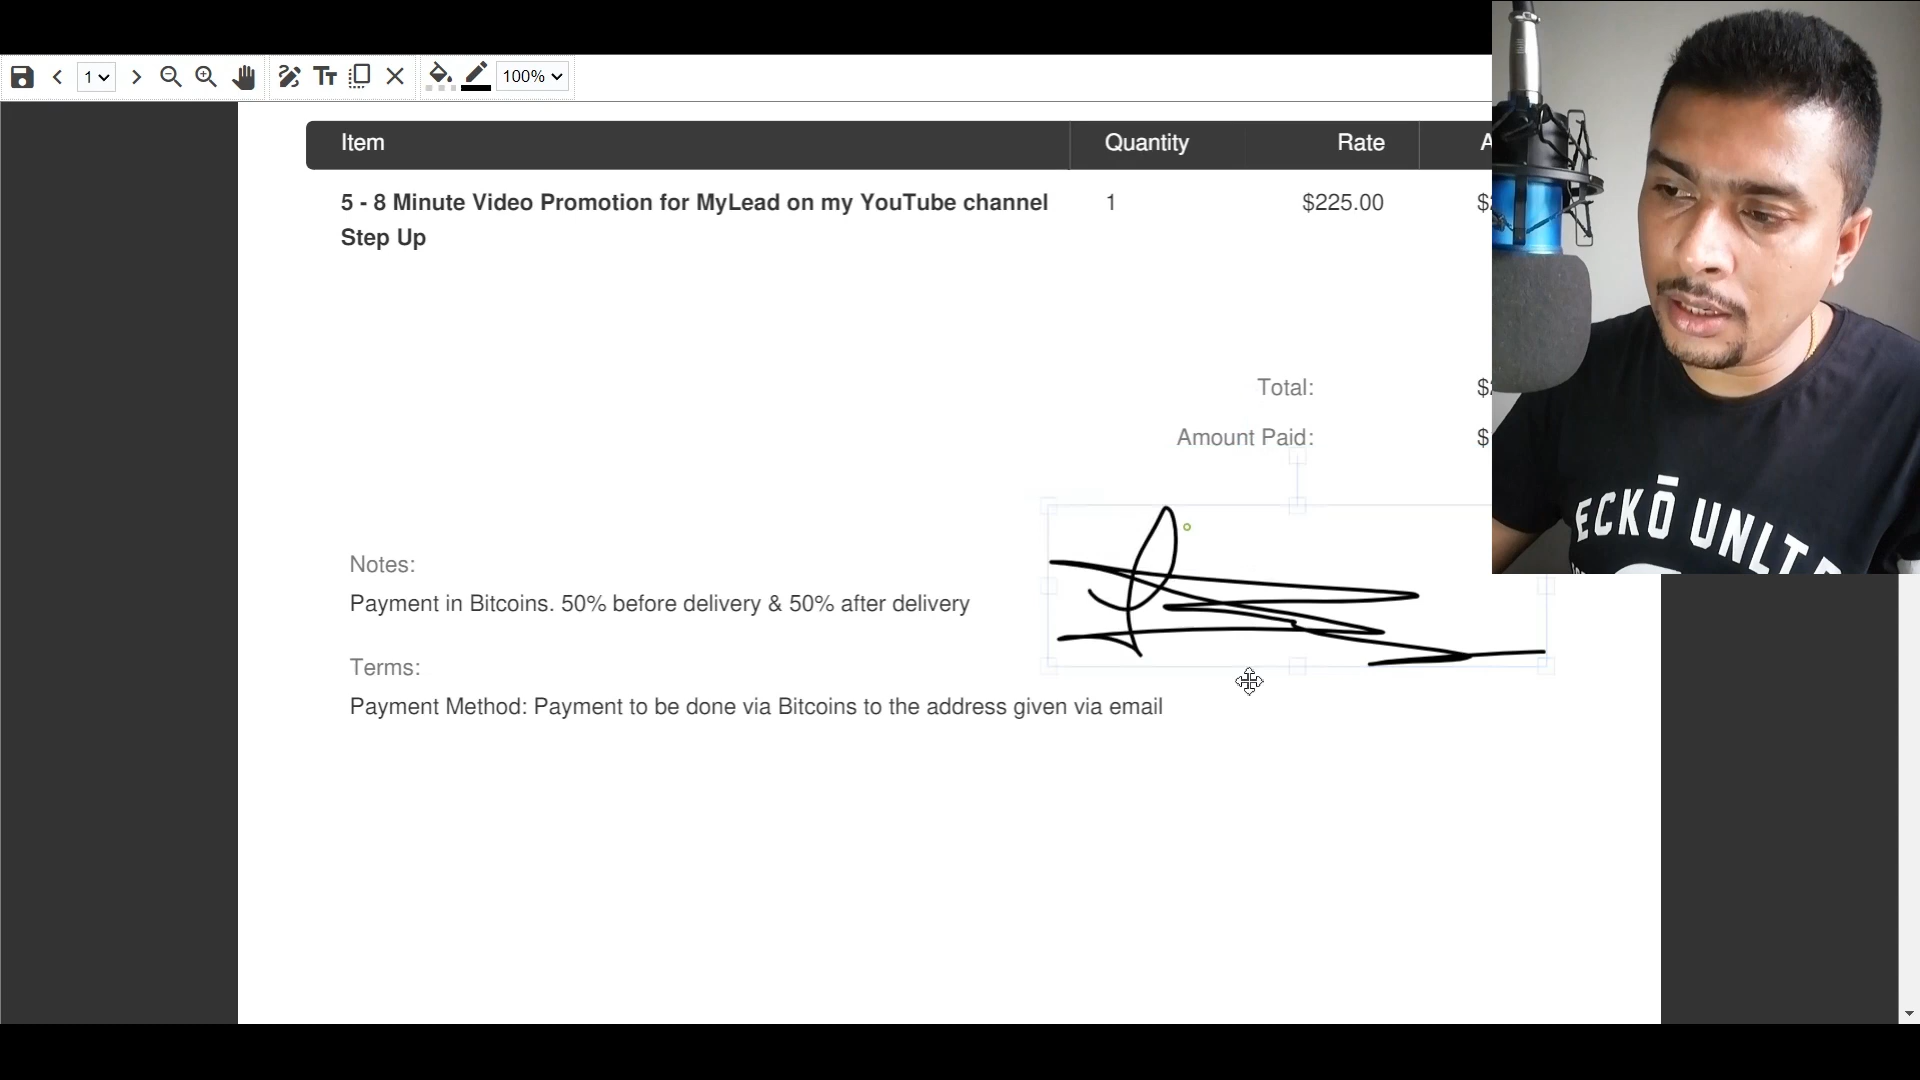 1
100%
Item Quantity Rate A
5 - 8 Minute Video Promotion for MyLead on my YouTube channel 1 $225.00 $2
Step Up
Total: $2
Amount Paid: $
Notes:
Payment in Bitcoins. 50% before delivery & 50% after delivery
Terms:
Payment Method: Payment to be done via Bitcoins to the address given via email
ECKŌ UNLT